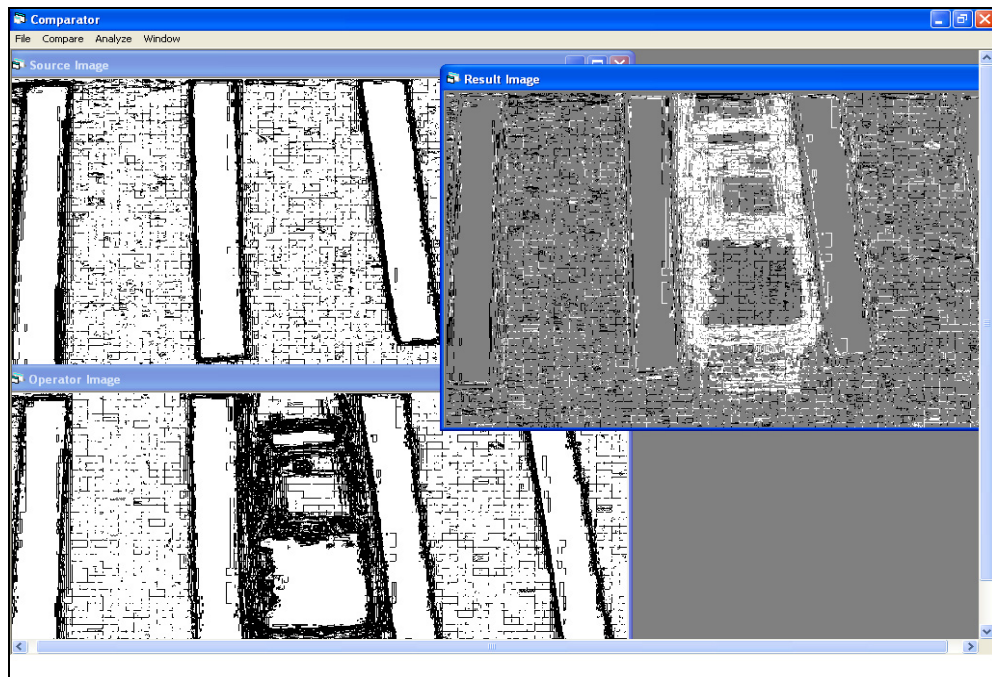 Comparator
File Compare Analyze Window
Source Image
Result Image
Operator Image